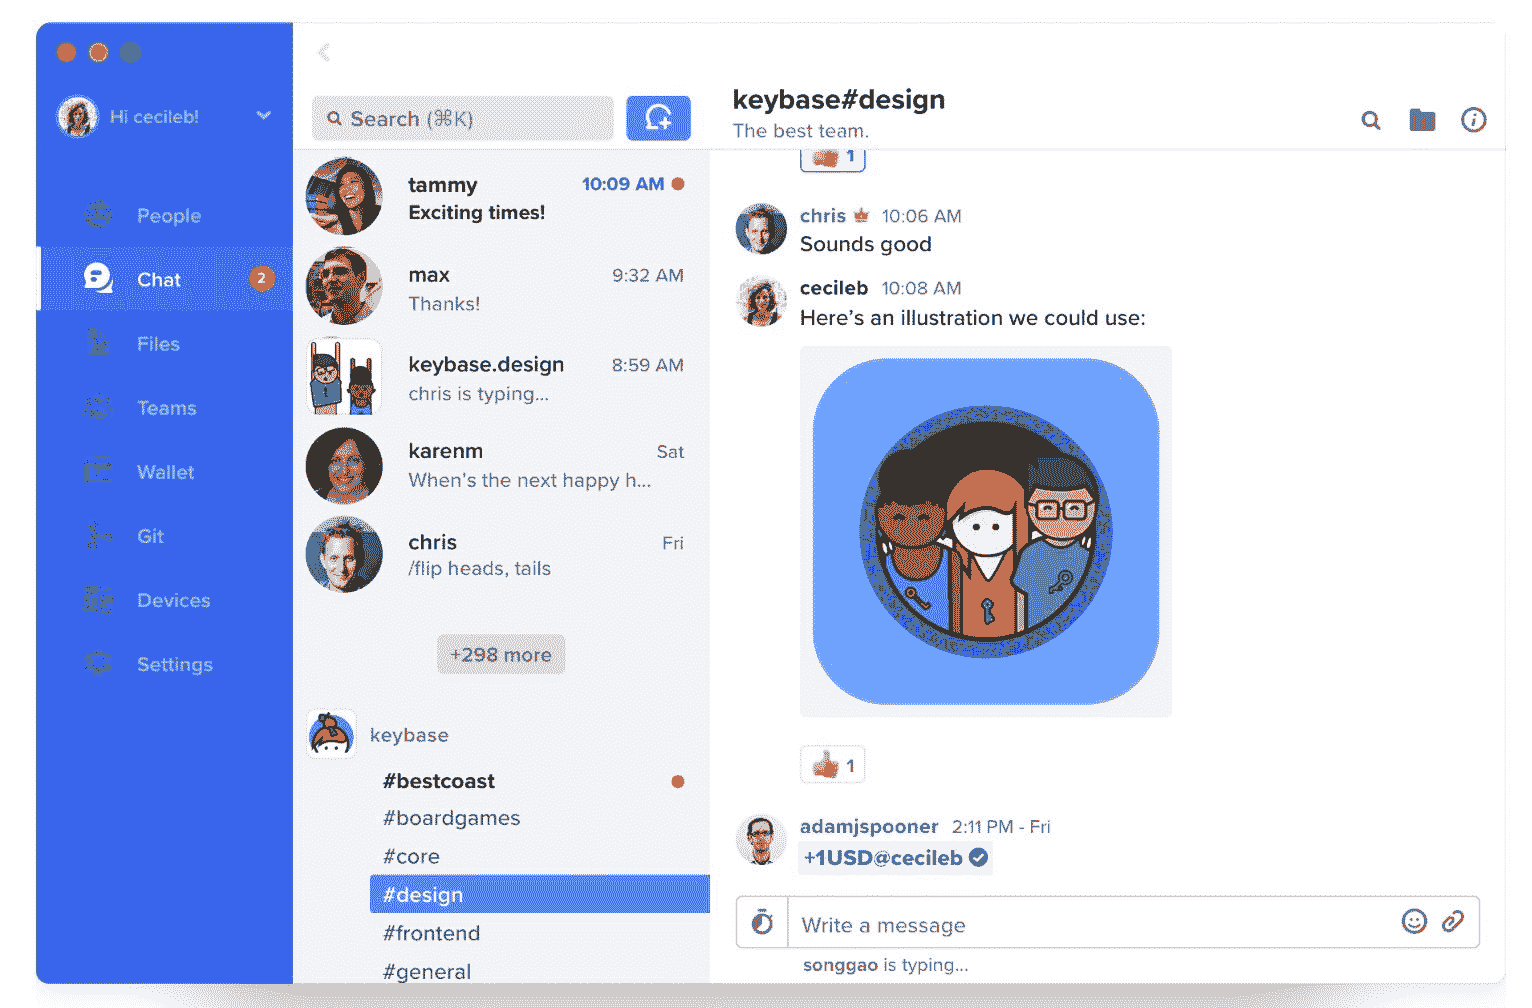 Hi cecileb!
People
Chat
2
Files
Teams
Wallet
Git
Devices
Settings
Search (⌘K)
tammy
10:09 AM
Exciting times!
max
9:32 AM
Thanks!
keybase.design
8:59 AM
chris is typing...
karenm
Sat
When's the next happy h...
chris
Fri
/flip heads, tails
+298 more
keybase
#bestcoast
#boardgames
#core
#design
#frontend
#general
keybase#design
The best team.
1
chris 10:06 AM
Sounds good
cecileb 10:08 AM
Here's an illustration we could use:
1
adamjspooner 2:11 PM - Fri
+1USD@cecileb
Write a message
songgao is typing...